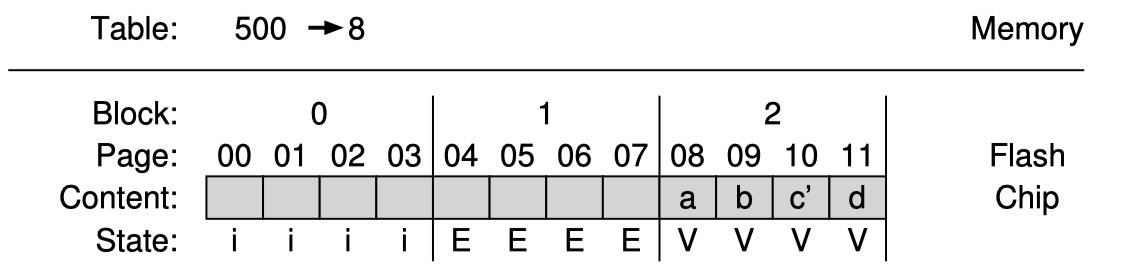 Table: 500 → 8 Memory
Block: 0 1 2
Page: 00 01 02 03 04 05 06 07 08 09 10 11 Flash
Content: a b c’ d Chip
State: i i i i E E E E V V V V